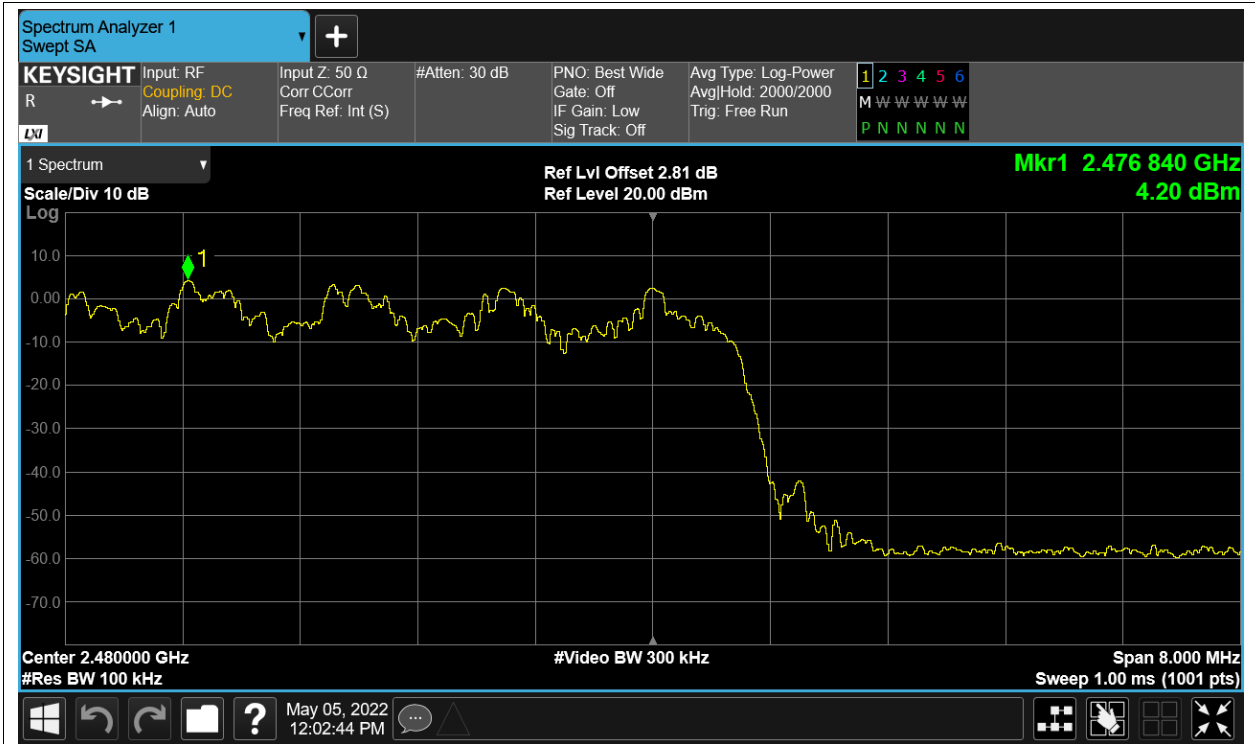 Spectrum Analyzer 1
Swept SA
+
KEYSIGHT
R
LXI
Input: RF
Coupling: DC
Align: Auto
Input Z: 50 Ω
Corr CCorr
Freq Ref: Int (S)
#Atten: 30 dB
PNO: Best Wide
Gate: Off
IF Gain: Low
Sig Track: Off
Avg Type: Log-Power
Avg|Hold: 2000/2000
Trig: Free Run
1 2 3 4 5 6
M W W W W W
P N N N N N
1 Spectrum
Scale/Div 10 dB
Log
Ref Lvl Offset 2.81 dB
Ref Level 20.00 dBm
Mkr1 2.476 840 GHz
4.20 dBm
1
10.0
0.00
-10.0
-20.0
-30.0
-40.0
-50.0
-60.0
-70.0
Center 2.480000 GHz
#Res BW 100 kHz
#Video BW 300 kHz
Span 8.000 MHz
Sweep 1.00 ms (1001 pts)
?
May 05, 2022
12:02:44 PM